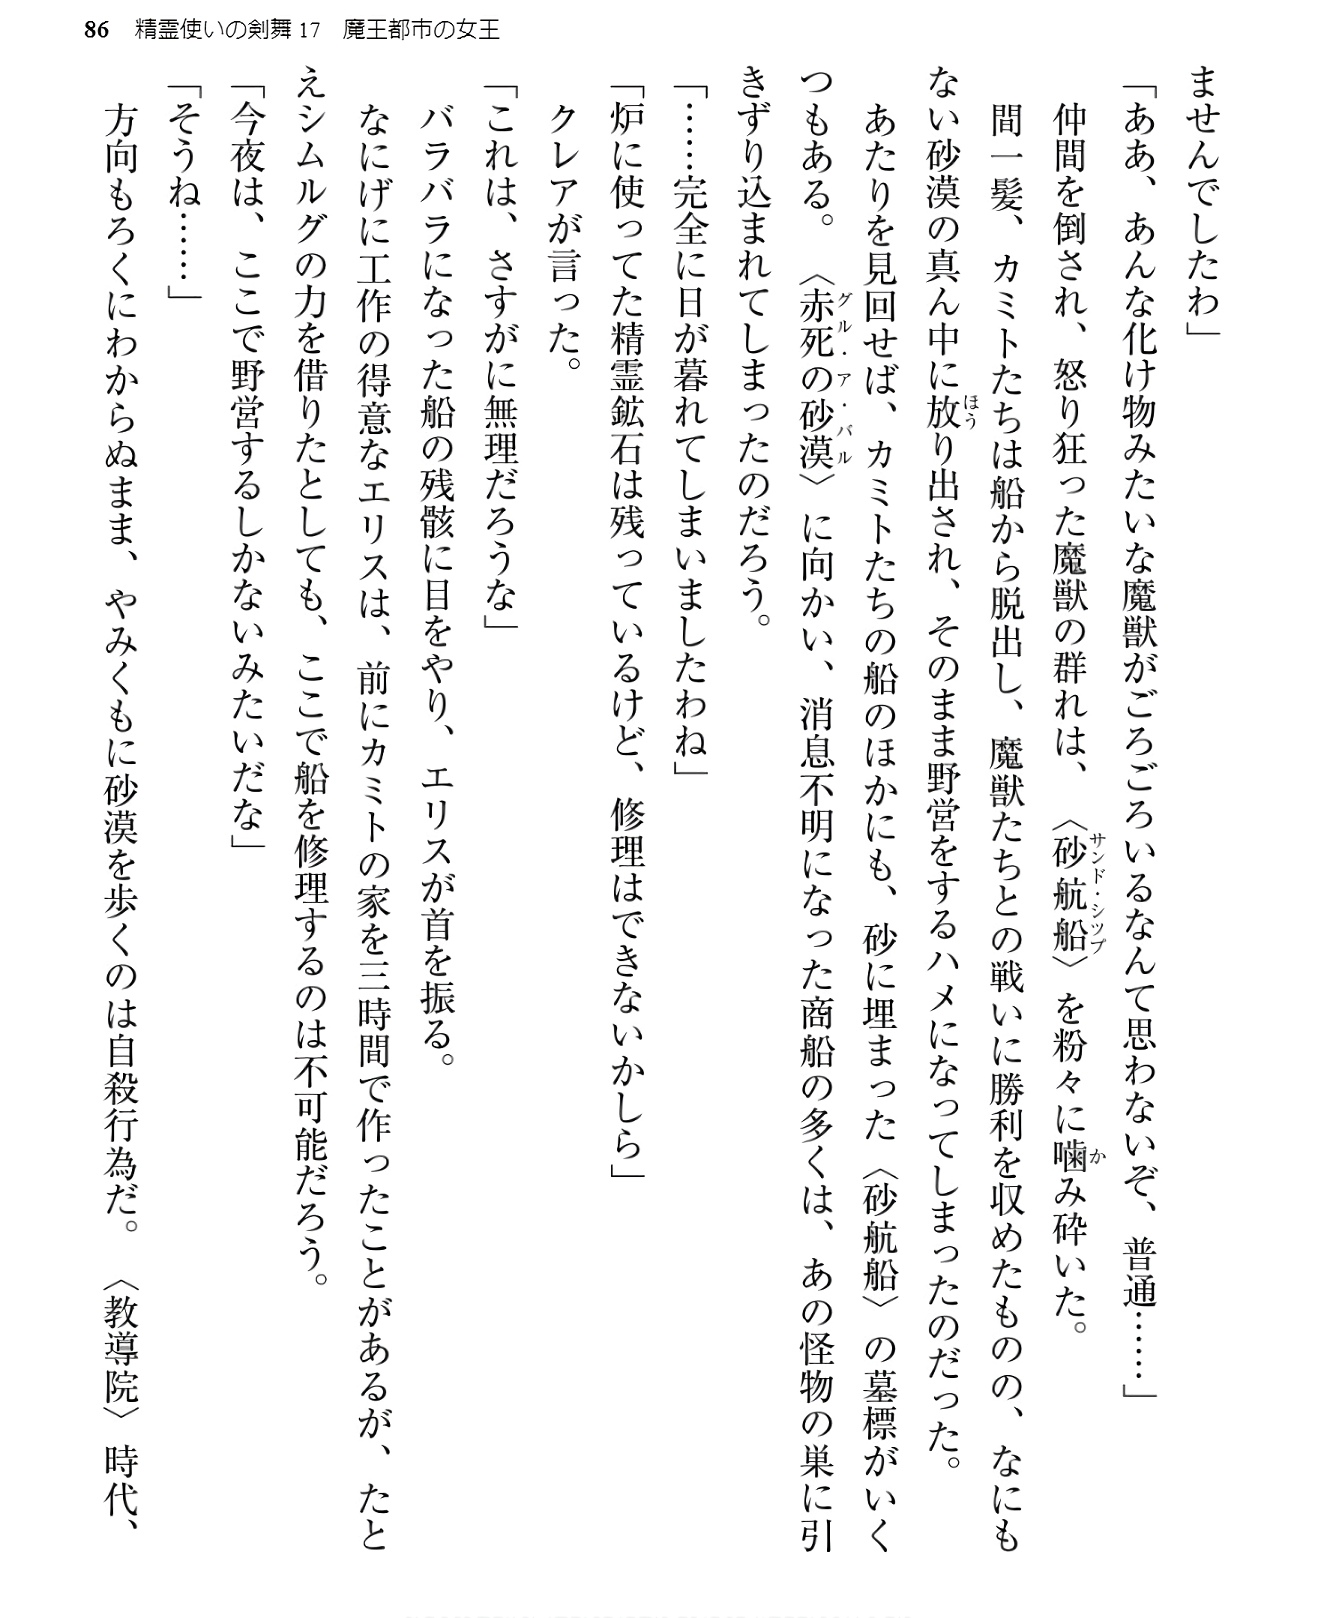 86 精霊使いの剣舞17 魔王都市の女王
ませんでしたわ」
「ああ、あんな化け物みたいな魔獣がごろごろいるなんて思わないぞ、普通……」
仲間を倒され、怒り狂った魔獣の群れは、〈砂航船〉を粉々に噛み砕いた。
サンド・シップ
か
間一髪、カミトたちは船から脱出し、魔獣たちとの戦いに勝利を収めたものの、なにも
ない砂漠の真ん中に放り出され、そのまま野営をするハメになってしまったのだった。
ほう
あたりを見回せば、カミトたちの船のほかにも、砂に埋まった〈砂航船〉の墓標がいく
つもある。〈赤死の砂漠〉に向かい、消息不明になった商船の多くは、あの怪物の巣に引
グル・ア・バル
きずり込まれてしまったのだろう。
「……完全に日が暮れてしまいましたわね」
「炉に使ってた精霊鉱石は残っているけど、修理はできないかしら」
クレアが言った。
「これは、さすがに無理だろうな」
バラバラになった船の残骸に目をやり、エリスが首を振る。
なにげに工作の得意なエリスは、前にカミトの家を三時間で作ったことがあるが、たと
えシムルグの力を借りたとしても、ここで船を修理するのは不可能だろう。
「今夜は、ここで野営するしかないみたいだな」
「そうね……」
方向もろくにわからぬまま、やみくもに砂漠を歩くのは自殺行為だ。〈教導院〉時代、